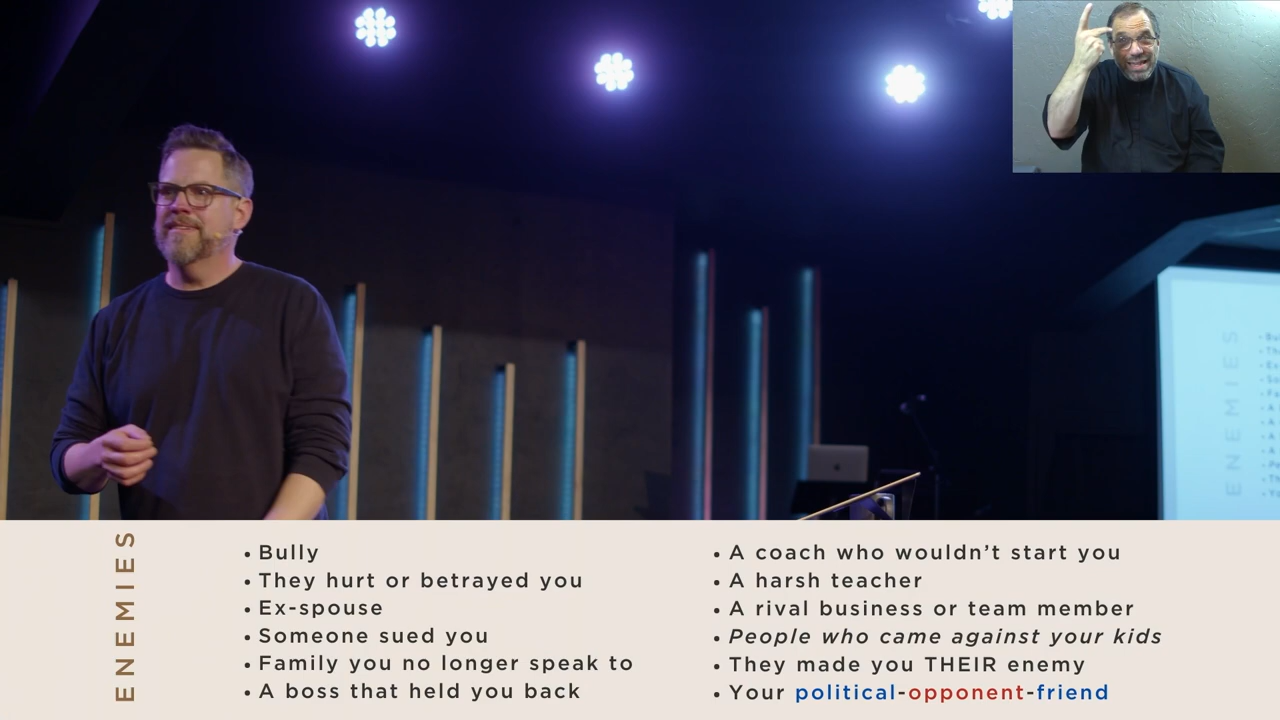 ENEMIES
• Bully
• They hurt or betrayed you
• Ex-spouse
• Someone sued you
• Family you no longer speak to
• A boss that held you back
• A coach who wouldn’t start you
• A harsh teacher
• A rival business or team member
• People who came against your kids
• They made you THEIR enemy
• Your political-opponent-friend
ENEMIES